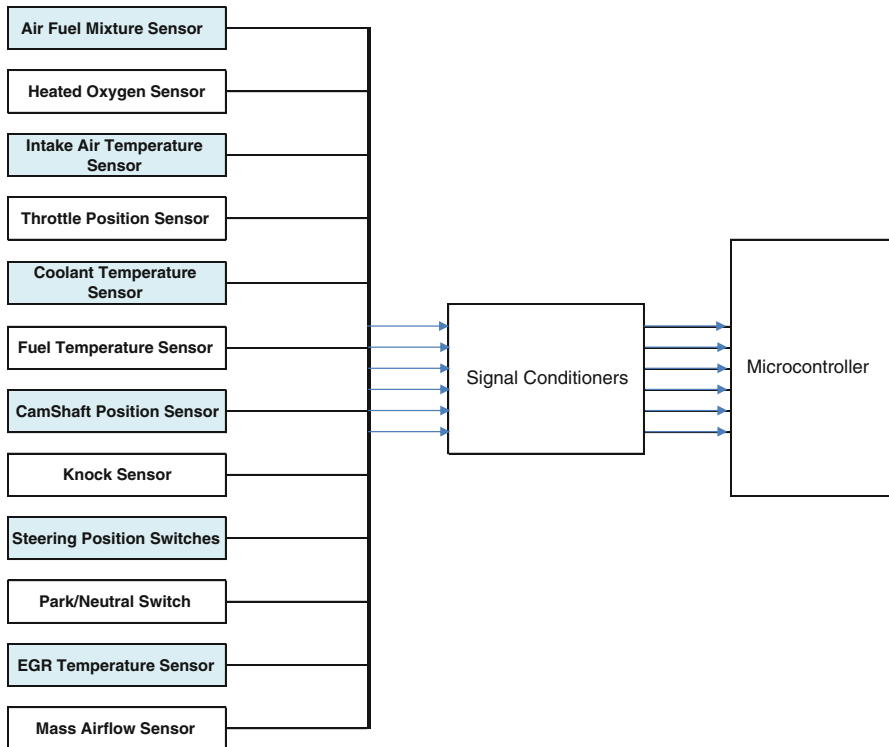 Air Fuel Mixture Sensor
Heated Oxygen Sensor
Intake Air Temperature
Sensor
Throttle Position Sensor
Coolant Temperature
Sensor
Fuel Temperature Sensor
CamShaft Position Sensor
Knock Sensor
Steering Position Switches
Park/Neutral Switch
EGR Temperature Sensor
Mass Airflow Sensor
Signal Conditioners
Microcontroller